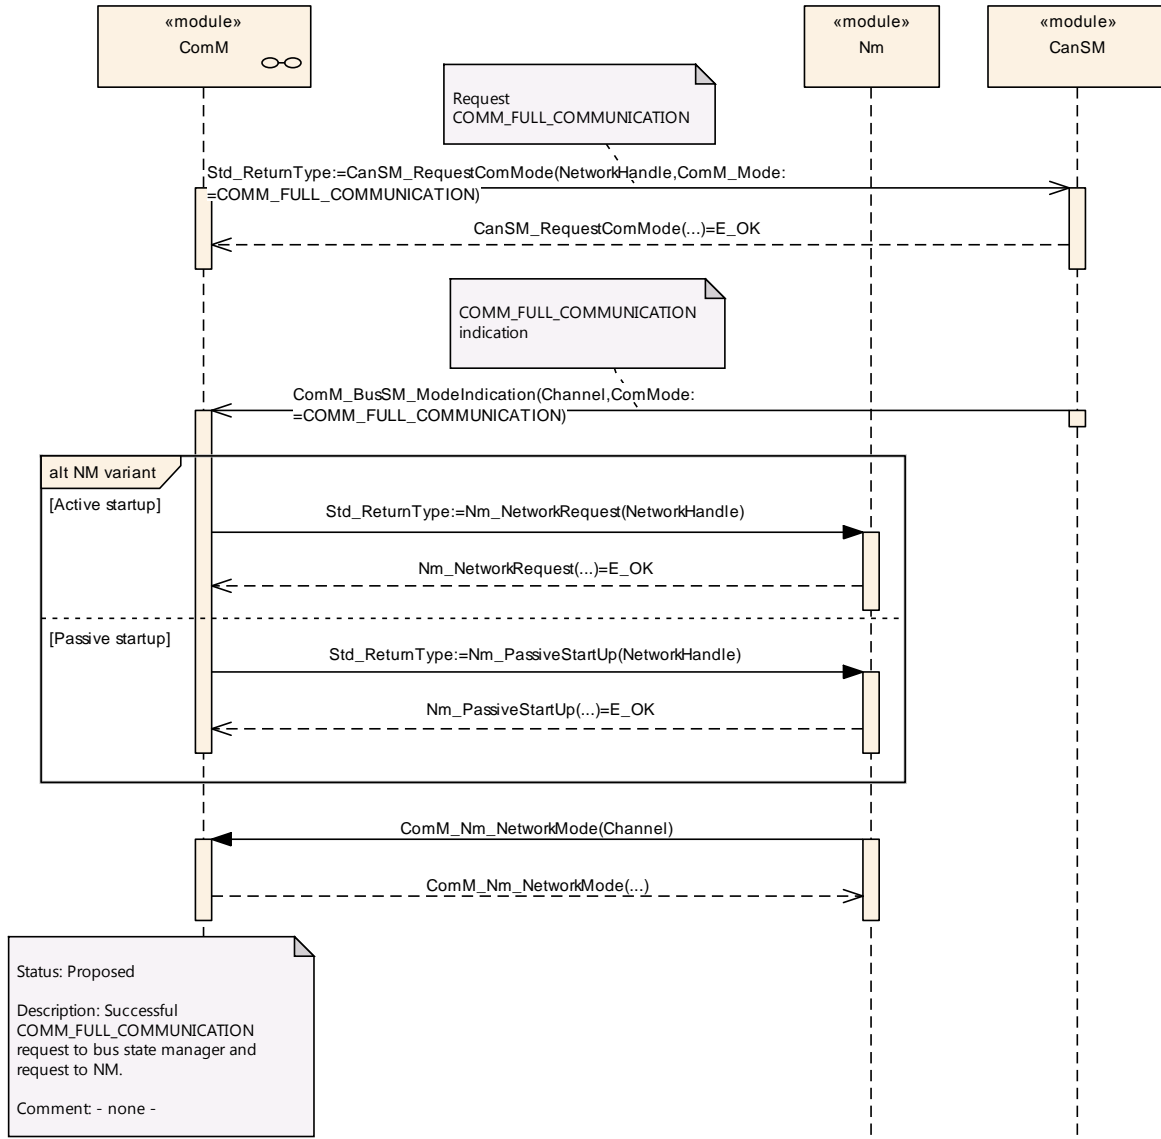 «module»
ComM
«module»
Nm
«module»
CanSM
Request
COMM_FULL_COMMUNICATION
Std_ReturnType:=CanSM_RequestComMode(NetworkHandle,ComM_Mode:
=COMM_FULL_COMMUNICATION)
CanSM_RequestComMode(...)=E_OK
COMM_FULL_COMMUNICATION
indication
ComM_BusSM_ModeIndication(Channel,ComMode:
=COMM_FULL_COMMUNICATION)
alt NM variant
[Active startup]
Std_ReturnType:=Nm_NetworkRequest(NetworkHandle)
Nm_NetworkRequest(...)=E_OK
[Passive startup]
Std_ReturnType:=Nm_PassiveStartUp(NetworkHandle)
Nm_PassiveStartUp(...)=E_OK
ComM_Nm_NetworkMode(Channel)
ComM_Nm_NetworkMode(...)
Status: Proposed
Description: Successful
COMM_FULL_COMMUNICATION
request to bus state manager and
request to NM.
Comment: - none -